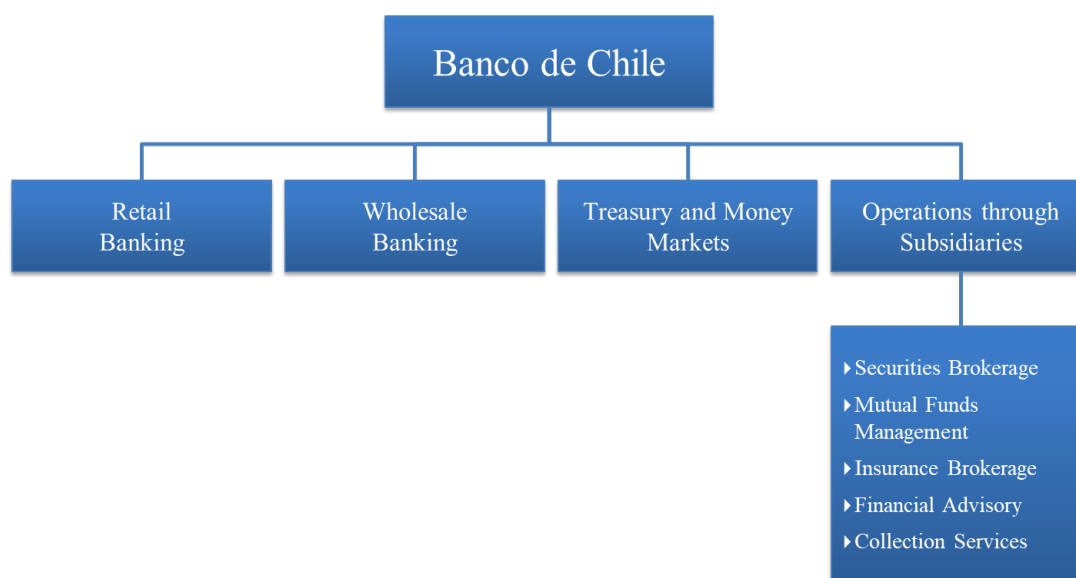 Banco de Chile
Retail
Banking
Wholesale
Banking
Treasury and Money
Markets
Operations through
Subsidiaries
Securities Brokerage
Mutual Funds
Management
Insurance Brokerage
Financial Advisory
Collection Services